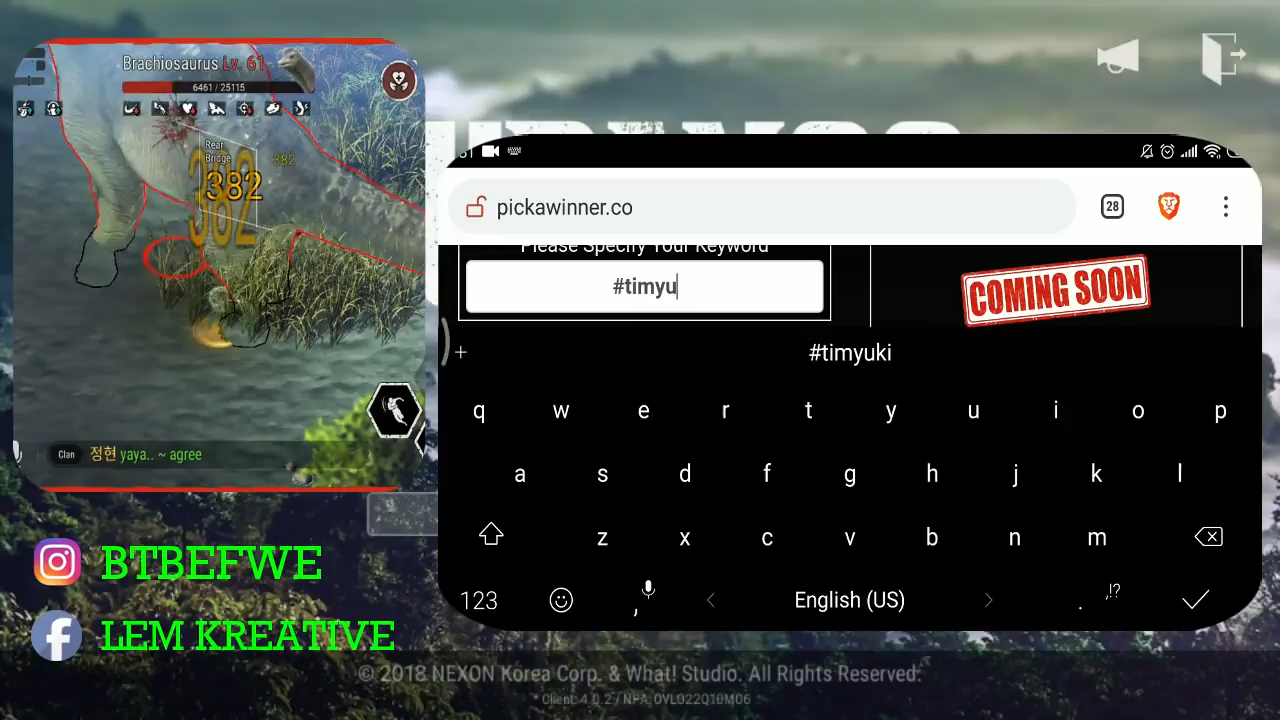 Brachiosaurus Lv. 61
6461 / 25115
Rear
Bridge
382
382
382
Clan 정현 yaya.. ~ agree
BTBEFWE
LEM KREATIVE
pickawinner.co
28
Please Specify Your Keyword
#timyu
COMING SOON
+ #timyuki
q w e r t y u i o p
a s d f g h j k l
z x c v b n m
123 , < English (US) > . ,!?
© 2018 NEXON Korea Corp. & What! Studio. All Rights Reserved.